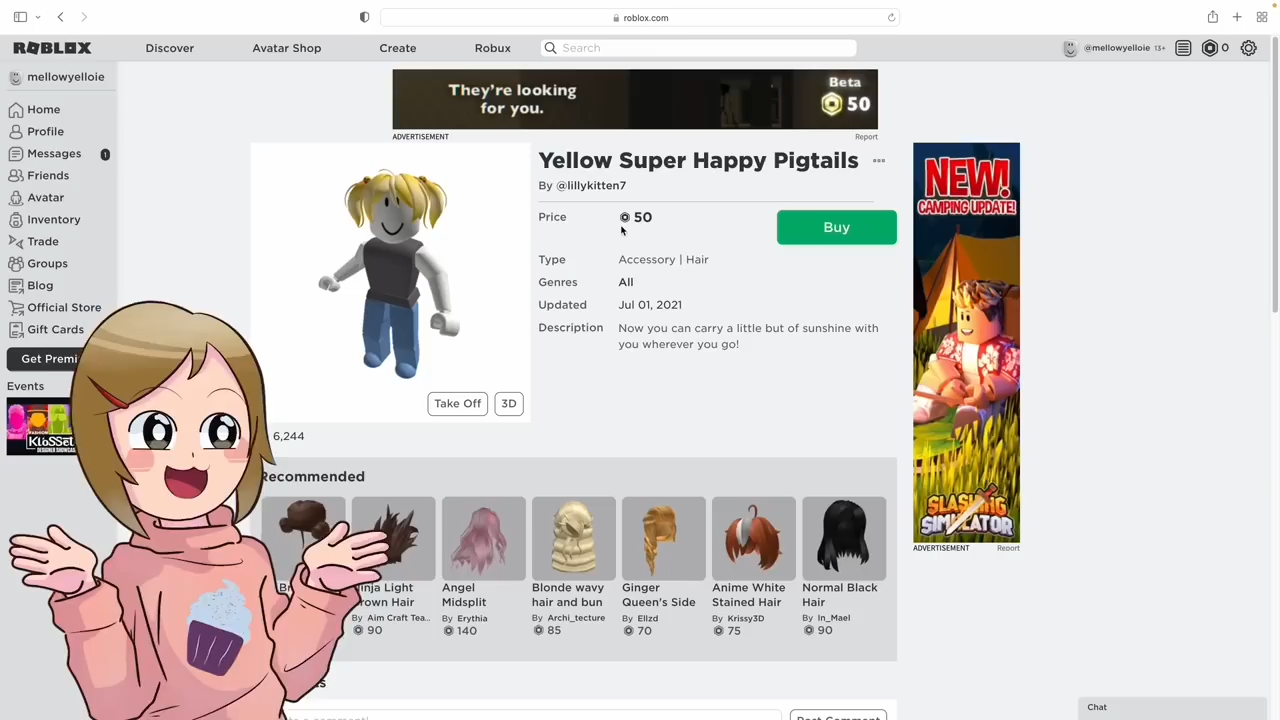 roblox.com
ROBLOX
Discover
Avatar Shop
Create
Robux
Search
@mellowyelloie 13+
0
mellowyelloie
Home
Profile
Messages
1
Friends
Avatar
Inventory
Trade
Groups
Blog
Official Store
Gift Cards
Get Premi
Events
They're looking
for you.
Beta
50
ADVERTISEMENT
Report
Yellow Super Happy Pigtails
By @lillykitten7
Price
50
Buy
Type
Accessory | Hair
Genres
All
Updated
Jul 01, 2021
Description
Now you can carry a little but of sunshine with
you wherever you go!
Take Off
3D
6,244
Recommended
Ninja Light
Brown Hair
By Aim Craft Tea...
90
Angel
Midsplit
By Erythia
140
Blonde wavy
hair and bun
By Archi_tecture
85
Ginger
Queen's Side
By Ellzd
70
Anime White
Stained Hair
By Krissy3D
75
Normal Black
Hair
By In_Mael
90
NEW!
CAMPING UPDATE!
SLASHING
SIMULATOR
ADVERTISEMENT
Report
Post Comment
Chat